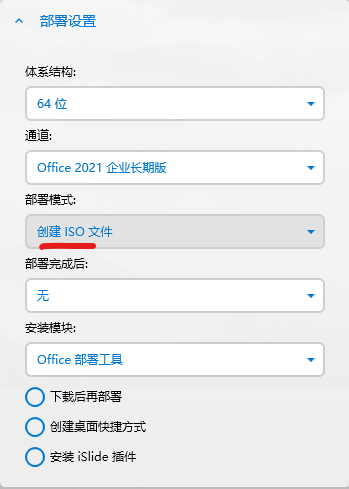 部署设置
体系结构:
64 位
通道:
Office 2021 企业长期版
部署模式:
创建 ISO 文件
部署完成后:
无
安装模块:
Office 部署工具
下载后再部署
创建桌面快捷方式
安装 iSlide 插件